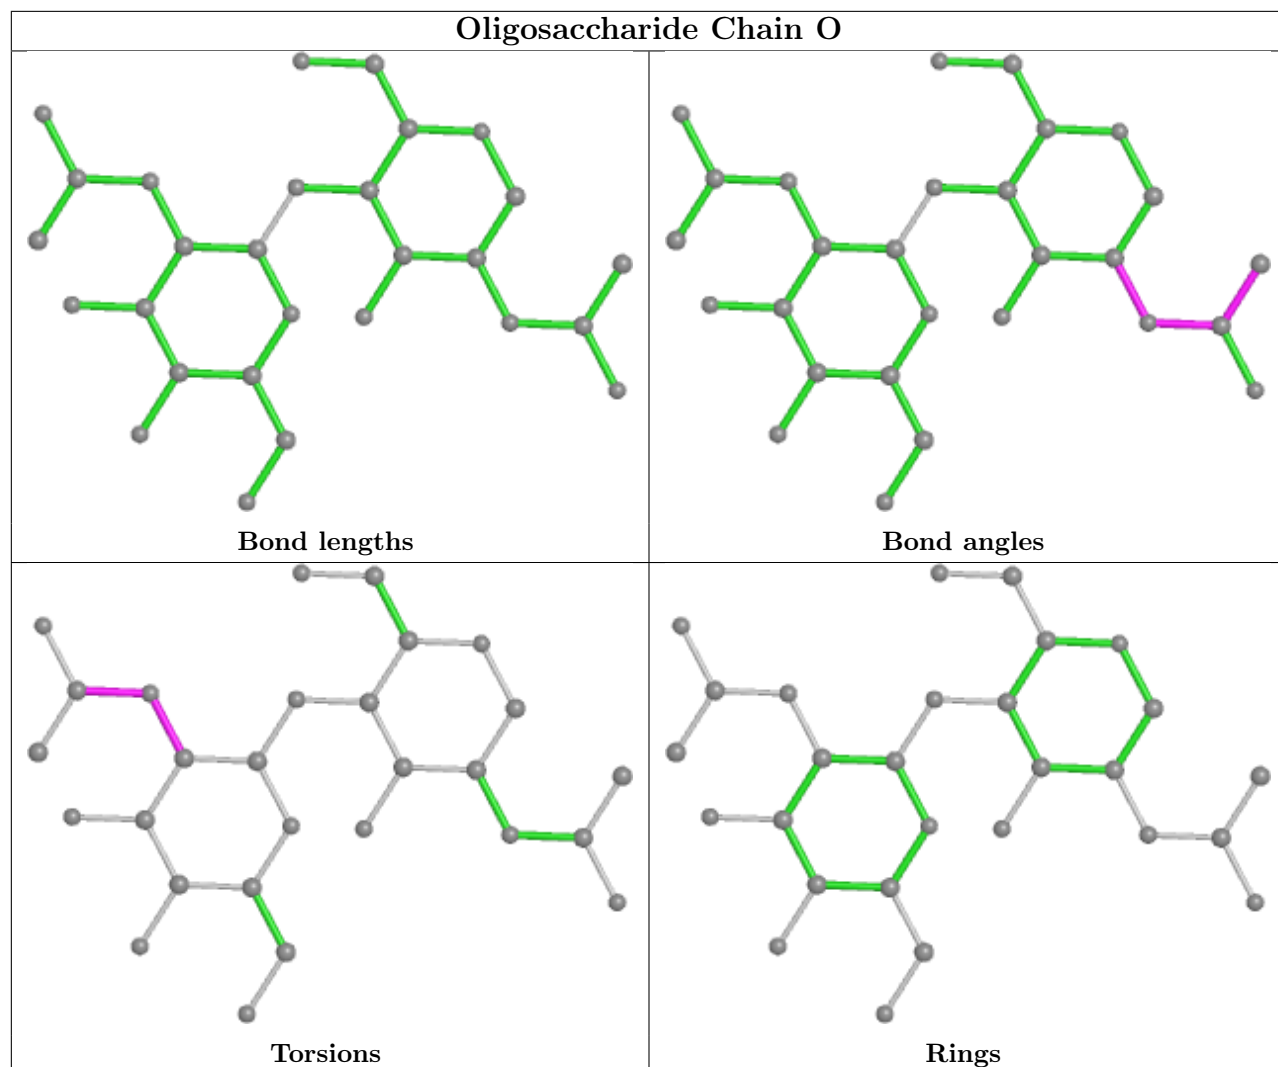 Oligosaccharide Chain O
Bond lengths
Bond angles
Torsions
Rings